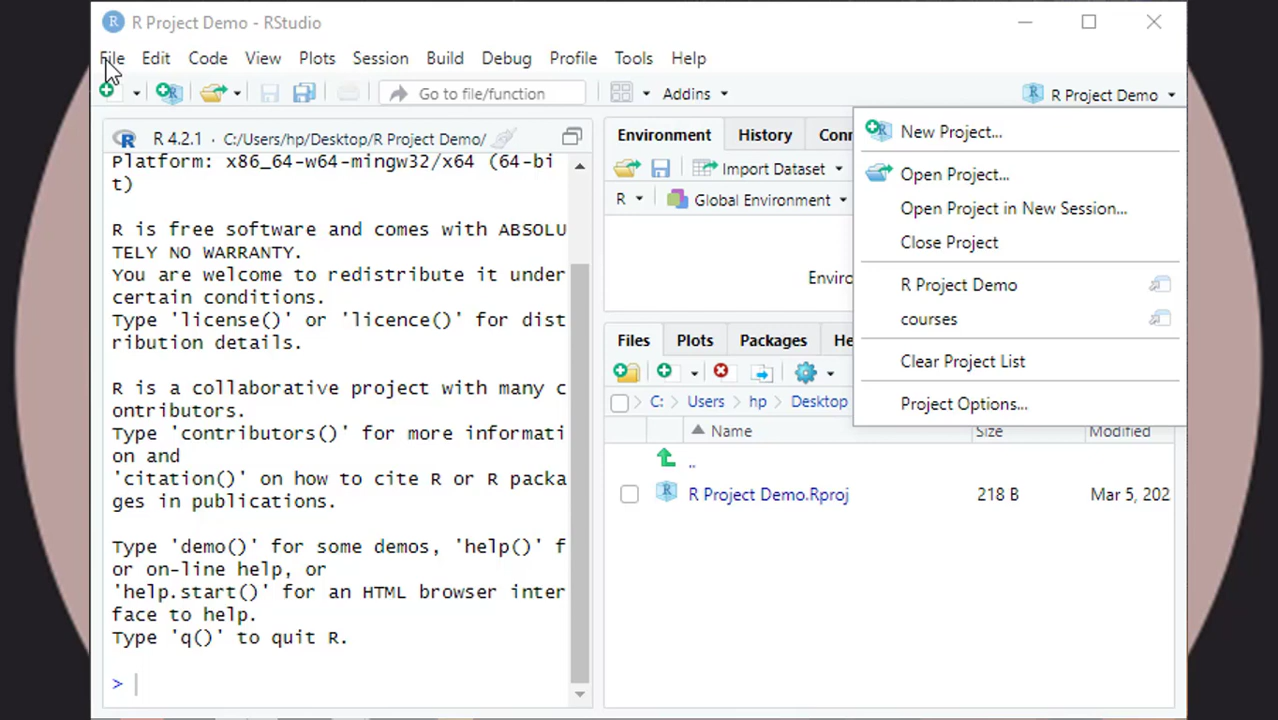 R Project Demo - RStudio
File Edit Code View Plots Session Build Debug Profile Tools Help
Go to file/function Addins R Project Demo
R 4.2.1 · C:/Users/hp/Desktop/R Project Demo/
Platform: x86_64-w64-mingw32/x64 (64-bi
t)
R is free software and comes with ABSOLU
TELY NO WARRANTY.
You are welcome to redistribute it under
certain conditions.
Type 'license()' or 'licence()' for dist
ribution details.
R is a collaborative project with many c
ontributors.
Type 'contributors()' for more informati
on and
'citation()' on how to cite R or R packa
ges in publications.
Type 'demo()' for some demos, 'help()' f
or on-line help, or
'help.start()' for an HTML browser inter
face to help.
Type 'q()' to quit R.
>
Environment History Conn
Import Dataset
R Global Environment
Enviro
New Project...
Open Project...
Open Project in New Session...
Close Project
R Project Demo
courses
Clear Project List
Project Options...
Files Plots Packages He
C: Users hp Desktop
Name Size Modified
..
R Project Demo.Rproj 218 B Mar 5, 202